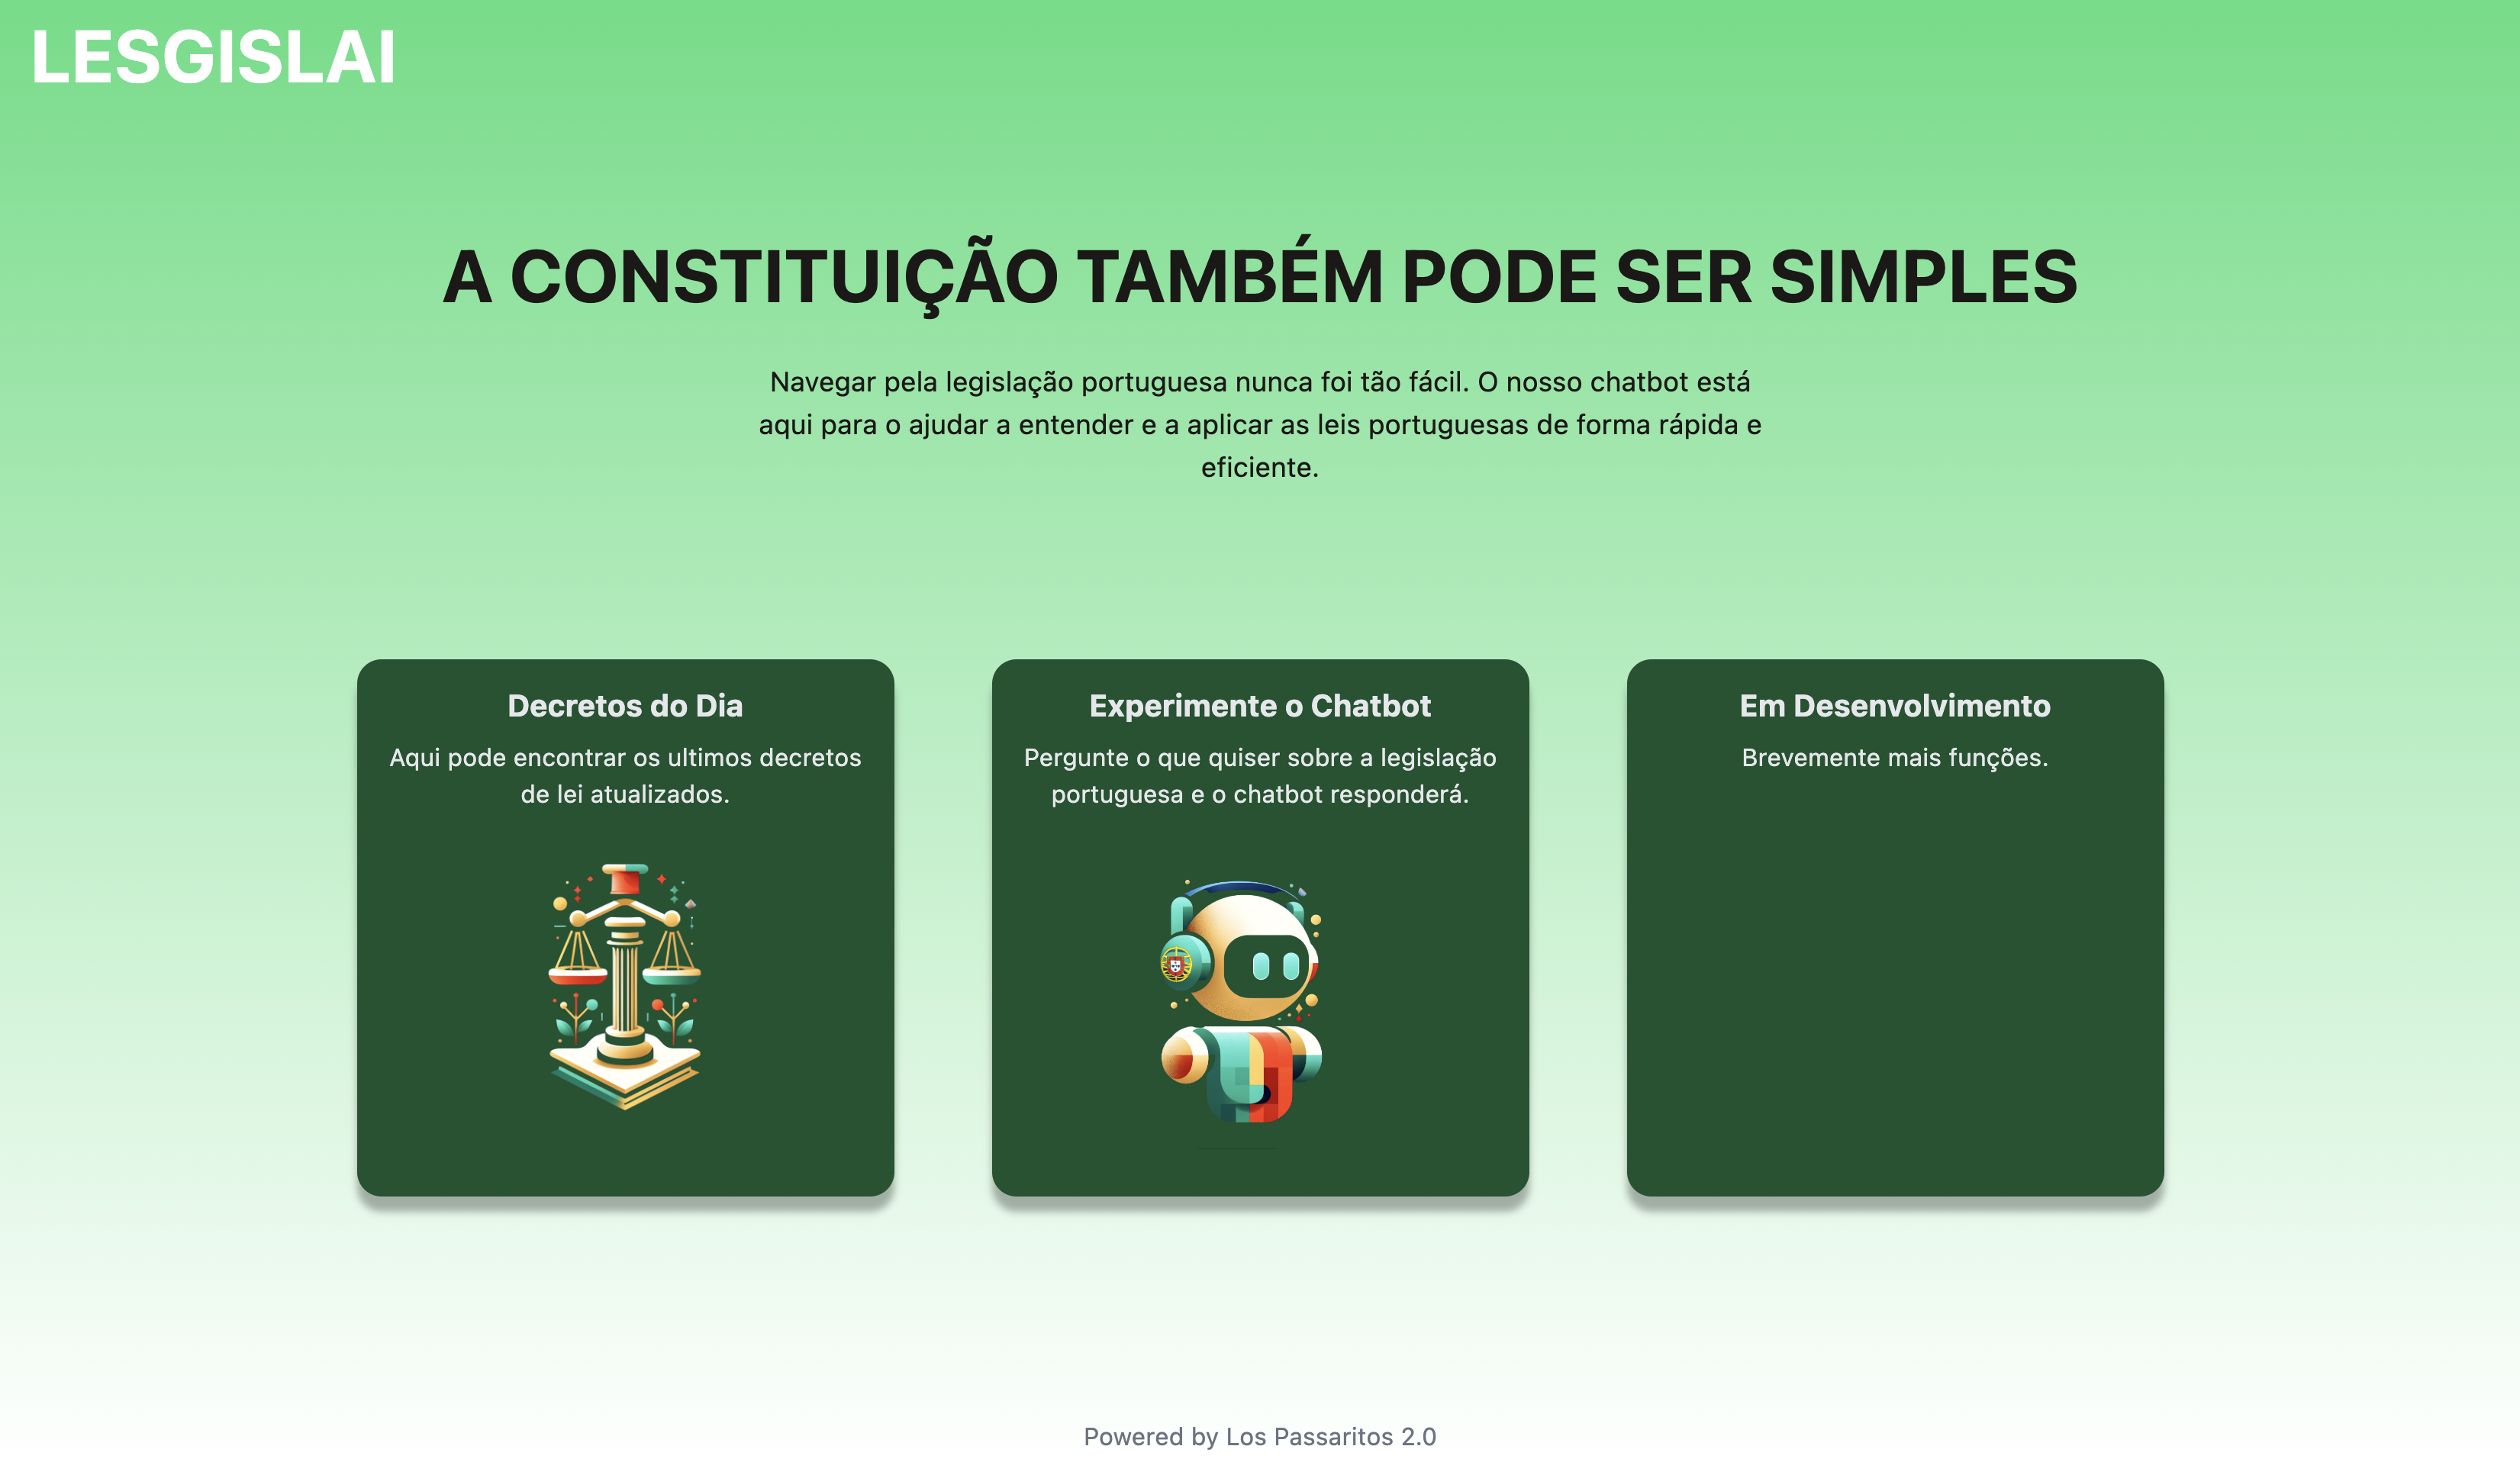 LESGISLAI
A CONSTITUIÇÃO TAMBÉM PODE SER SIMPLES
Navegar pela legislação portuguesa nunca foi tão fácil. O nosso chatbot está
aqui para o ajudar a entender e a aplicar as leis portuguesas de forma rápida e
eficiente.
Decretos do Dia
Aqui pode encontrar os ultimos decretos
de lei atualizados.
Experimente o Chatbot
Pergunte o que quiser sobre a legislação
portuguesa e o chatbot responderá.
Em Desenvolvimento
Brevemente mais funções.
Powered by Los Passaritos 2.0